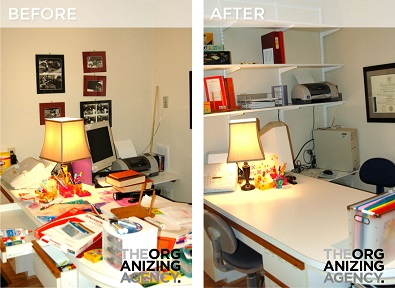 BEFORE
THEORG
ANIZING
AGENCY.
AFTER
THEORG
ANIZING
AGENCY.